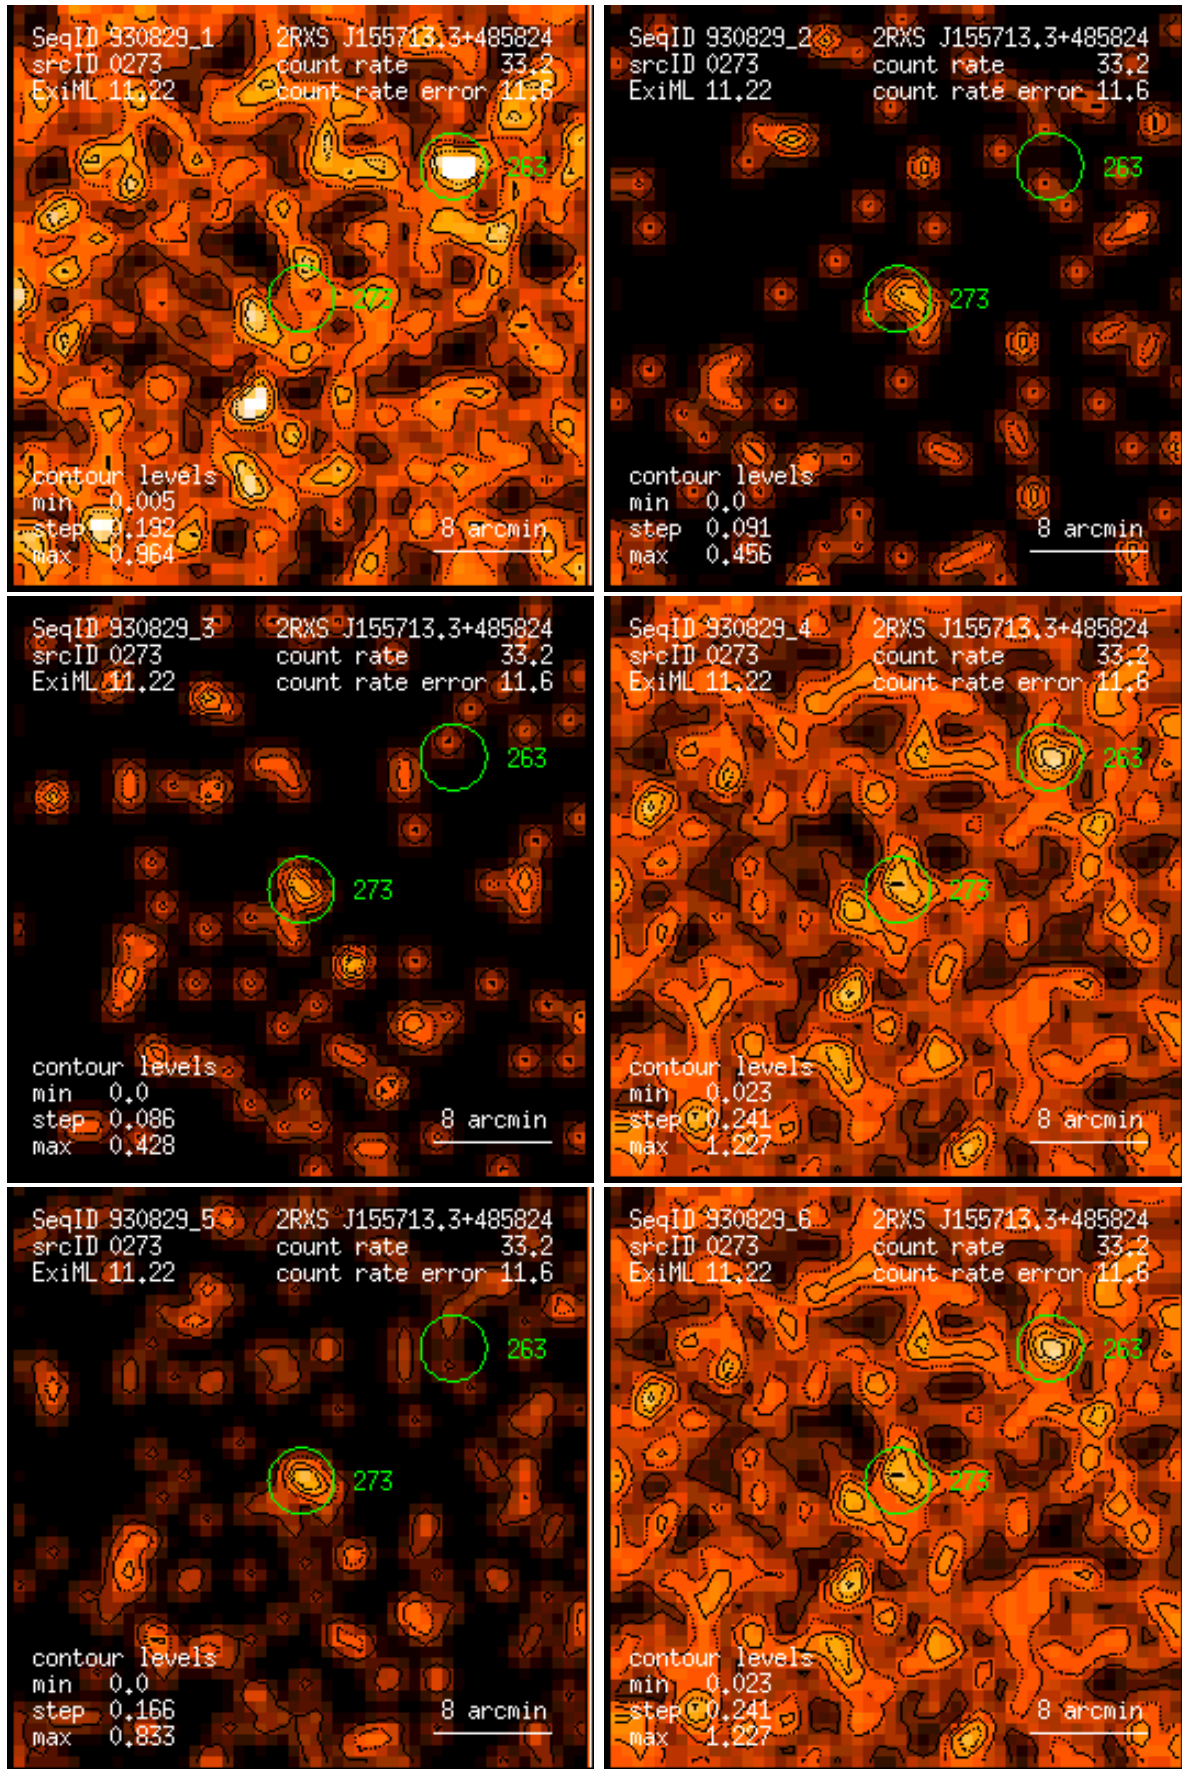 SeqID 930829_1 2RXS J155713.3+485824
srcID 0273 count rate 33.2
ExiML 11.22 count rate error 11.6
263
273
contour levels
min 0.005
step 0.192 8 arcmin
max 0.964
SeqID 930829_2 2RXS J155713.3+485824
srcID 0273 count rate 33.2
ExiML 11.22 count rate error 11.6
263
273
contour levels
min 0.0
step 0.091 8 arcmin
max 0.456
SeqID 930829_3 2RXS J155713.3+485824
srcID 0273 count rate 33.2
ExiML 11.22 count rate error 11.6
263
273
contour levels
min 0.0
step 0.086 8 arcmin
max 0.428
SeqID 930829_4 2RXS J155713.3+485824
srcID 0273 count rate 33.2
ExiML 11.22 count rate error 11.6
263
273
contour levels
min 0.023
step 0.241 8 arcmin
max 1.227
SeqID 930829_5 2RXS J155713.3+485824
srcID 0273 count rate 33.2
ExiML 11.22 count rate error 11.6
263
273
contour levels
min 0.0
step 0.166 8 arcmin
max 0.833
SeqID 930829_6 2RXS J155713.3+485824
srcID 0273 count rate 33.2
ExiML 11.22 count rate error 11.6
263
273
contour levels
min 0.023
step 0.241 8 arcmin
max 1.227